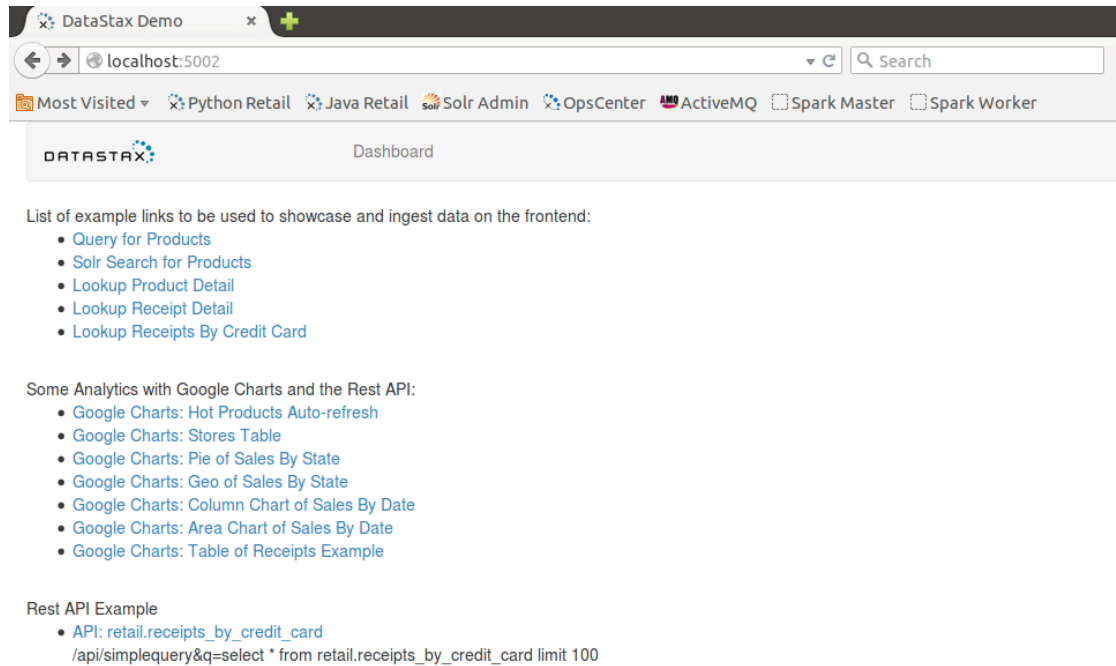 DataStax Demo
localhost:5002
Search
Most Visited Python Retail Java Retail Solr Solr Admin OpsCenter AMQ ActiveMQ Spark Master Spark Worker
DATASTAX Dashboard
List of example links to be used to showcase and ingest data on the frontend:
• Query for Products
• Solr Search for Products
• Lookup Product Detail
• Lookup Receipt Detail
• Lookup Receipts By Credit Card
Some Analytics with Google Charts and the Rest API:
• Google Charts: Hot Products Auto-refresh
• Google Charts: Stores Table
• Google Charts: Pie of Sales By State
• Google Charts: Geo of Sales By State
• Google Charts: Column Chart of Sales By Date
• Google Charts: Area Chart of Sales By Date
• Google Charts: Table of Receipts Example
Rest API Example
• API: retail.receipts_by_credit_card
/api/simplequery&q=select * from retail.receipts_by_credit_card limit 100